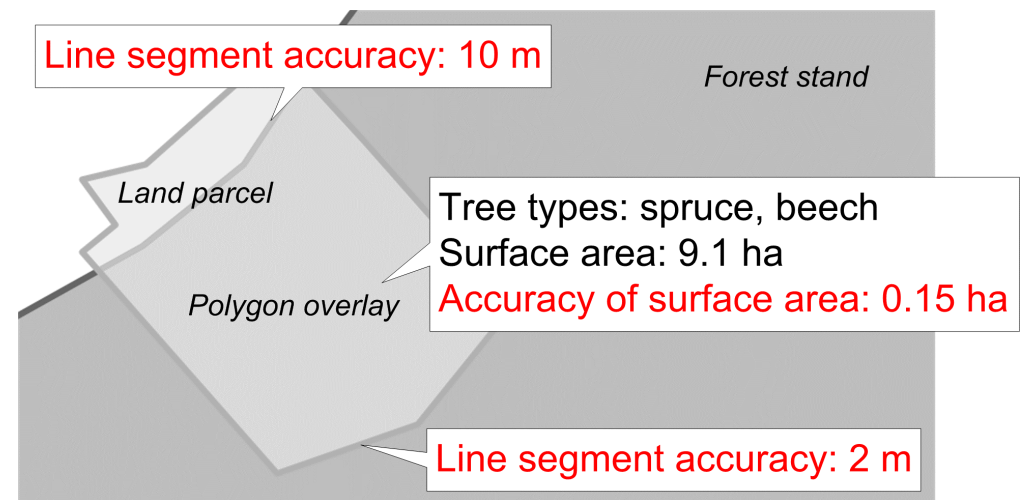 Line segment accuracy: 10 m
Forest stand
Land parcel
Tree types: spruce, beech
Surface area: 9.1 ha
Accuracy of surface area: 0.15 ha
Polygon overlay
Line segment accuracy: 2 m